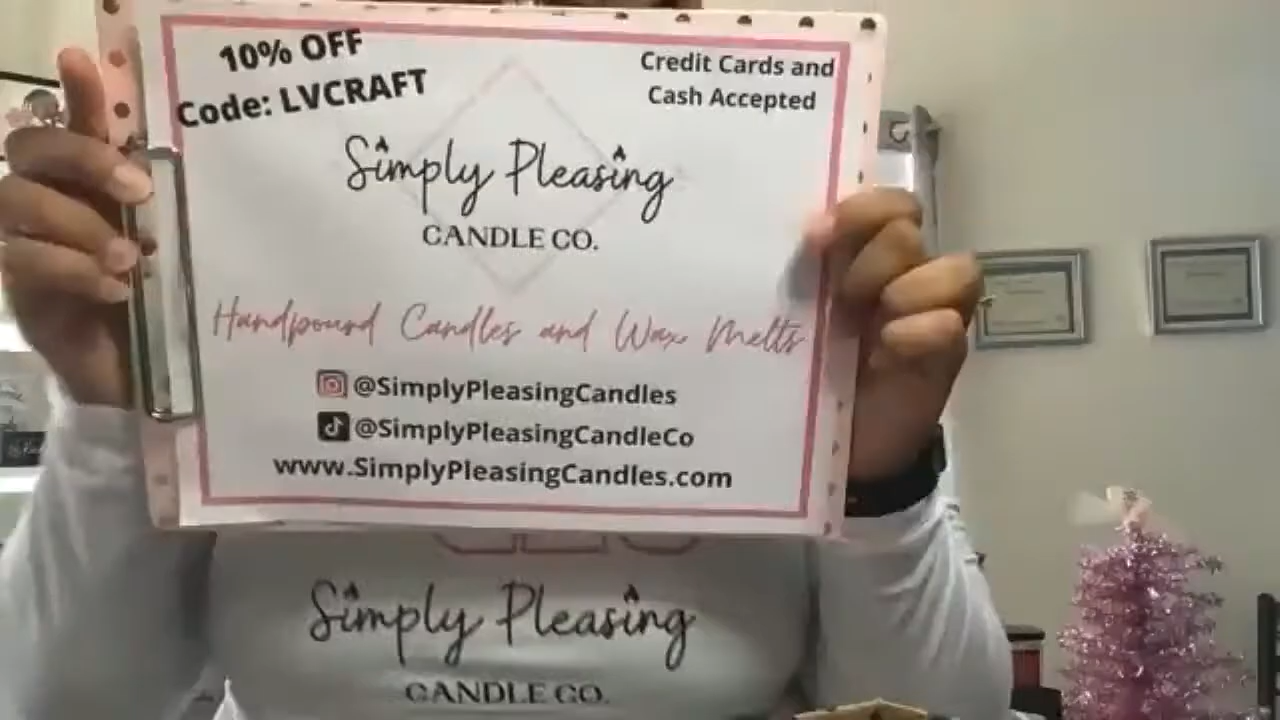 10% OFF
Code: LVCRAFT
Credit Cards and
Cash Accepted
Simply Pleasing
CANDLE CO.
Handpourd Candles and Wax Melts
@SimplyPleasingCandles
@SimplyPleasingCandleCo
www.SimplyPleasingCandles.com
Simply Pleasing
CANDLE CO.